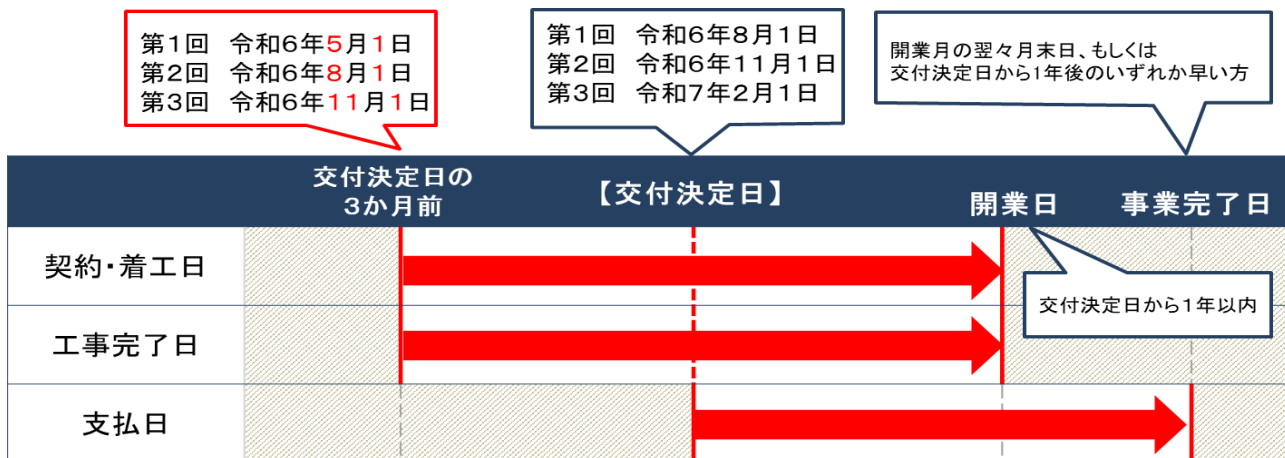 第1回 令和6年5月1日
第2回 令和6年8月1日
第3回 令和6年11月1日
第1回 令和6年8月1日
第2回 令和6年11月1日
第3回 令和7年2月1日
開業月の翌々月末日、もしくは
交付決定日から1年後のいずれか早い方
交付決定日の
3か月前
【交付決定日】
開業日
事業完了日
契約・着工日
交付決定日から1年以内
工事完了日
支払日